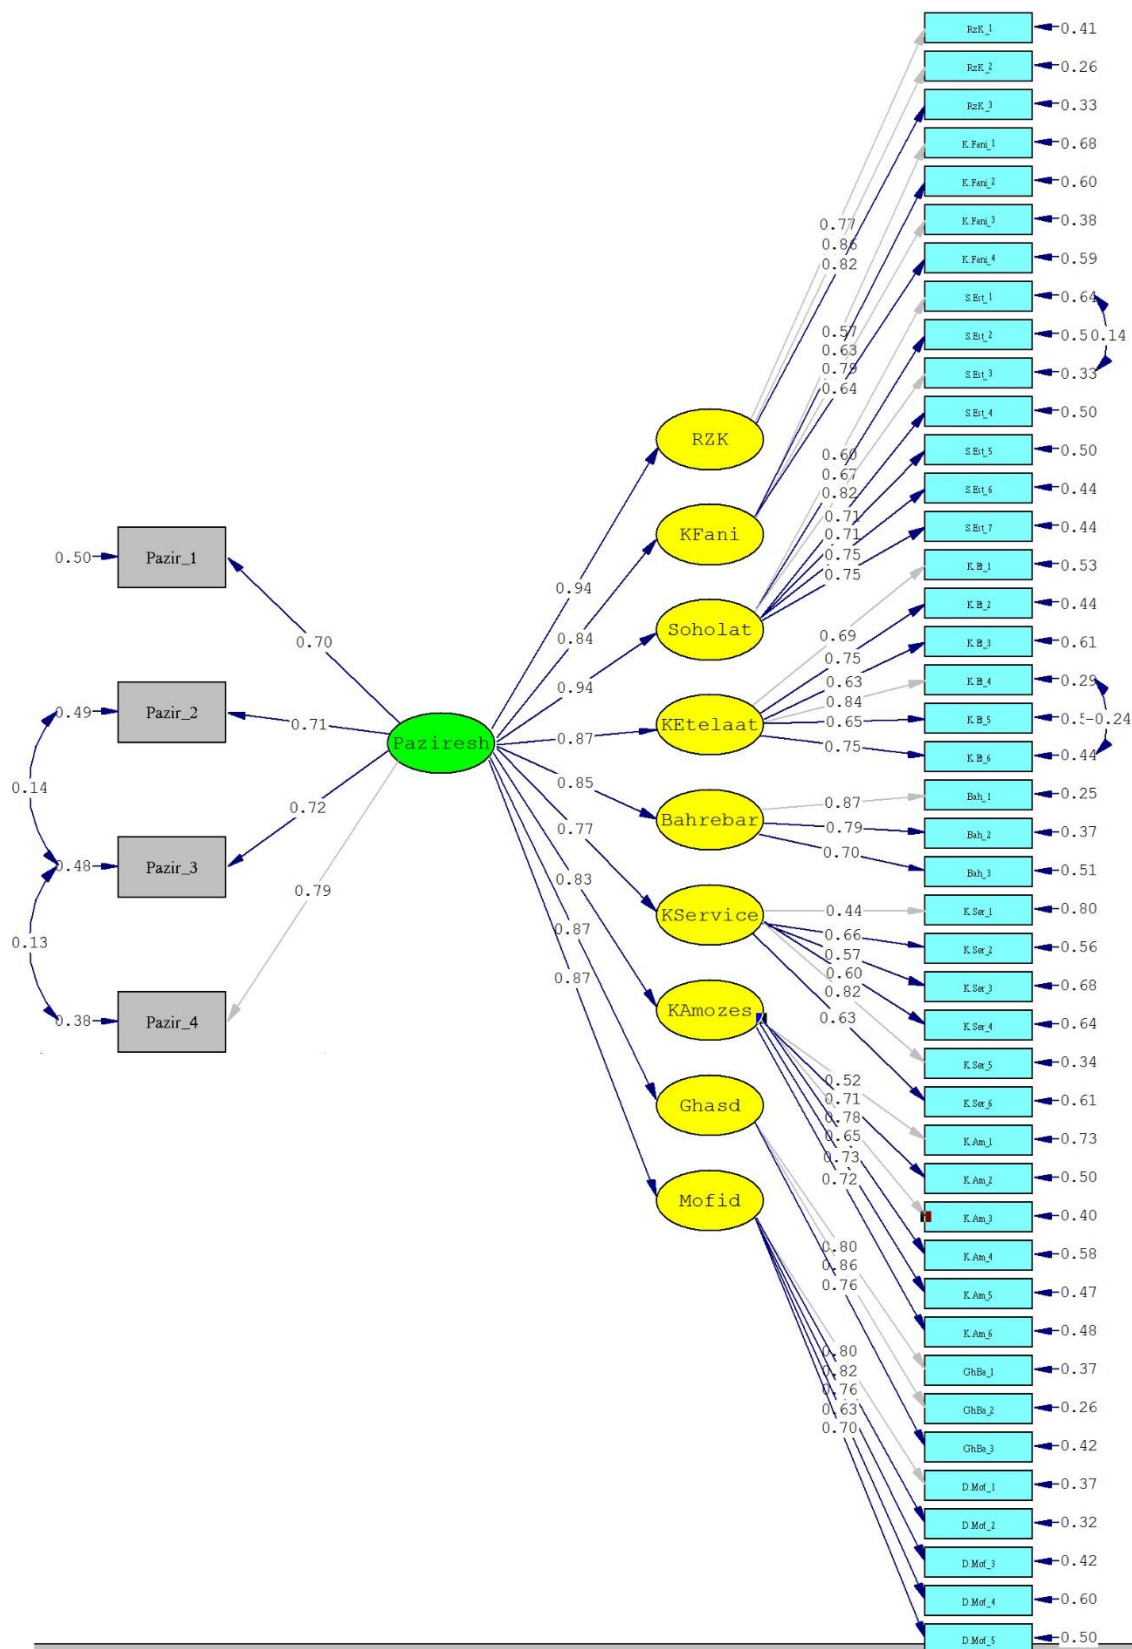 RzK_1 0.41
RzK_2 0.26
RzK_3 0.33
K.Fani_1 0.68
K.Fani_2 0.60
K.Fani_3 0.38
K.Fani_4 0.59
S.Est_1 0.64
S.Est_2 0.50
0.14
S.Est_3 0.33
S.Est_4 0.50
S.Est_5 0.50
S.Est_6 0.44
S.Est_7 0.44
0.53
0.44
0.61
0.29
-0.24
0.44
Bah_1 0.25
Bah_2 0.37
Bah_3 0.51
K.Ser_1 0.80
K.Ser_2 0.56
K.Ser_3 0.68
K.Ser_4 0.64
K.Ser_5 0.34
K.Ser_6 0.61
K.Am_1 0.73
K.Am_2 0.50
K.Am_3 0.40
K.Am_4 0.58
K.Am_5 0.47
K.Am_6 0.48
GhBa_1 0.37
GhBa_2 0.26
GhBa_3 0.42
D.Mof_1 0.37
D.Mof_2 0.32
D.Mof_3 0.42
D.Mof_4 0.60
D.Mof_5 0.50
0.77
0.86
0.82
0.57
0.63
0.79
0.64
0.60
0.67
0.82
0.71
0.71
0.75
0.75
0.69
0.75
0.63
0.84
0.65
0.75
0.87
0.79
0.70
0.44
0.66
0.57
0.60
0.82
0.63
0.52
0.71
0.78
0.65
0.73
0.72
0.80
0.86
0.76
0.80
0.82
0.76
0.63
0.70
RZK
KFani
Soholat
KEtelaat
Bahrebar
KService
KAmozes
Ghasd
Mofid
0.94
0.84
0.94
0.87
0.85
0.77
0.83
0.87
0.87
Paziresh
0.70
0.71
0.72
0.79
0.50 Pazir_1
0.49 Pazir_2
0.14
0.48 Pazir_3
0.13
0.38 Pazir_4